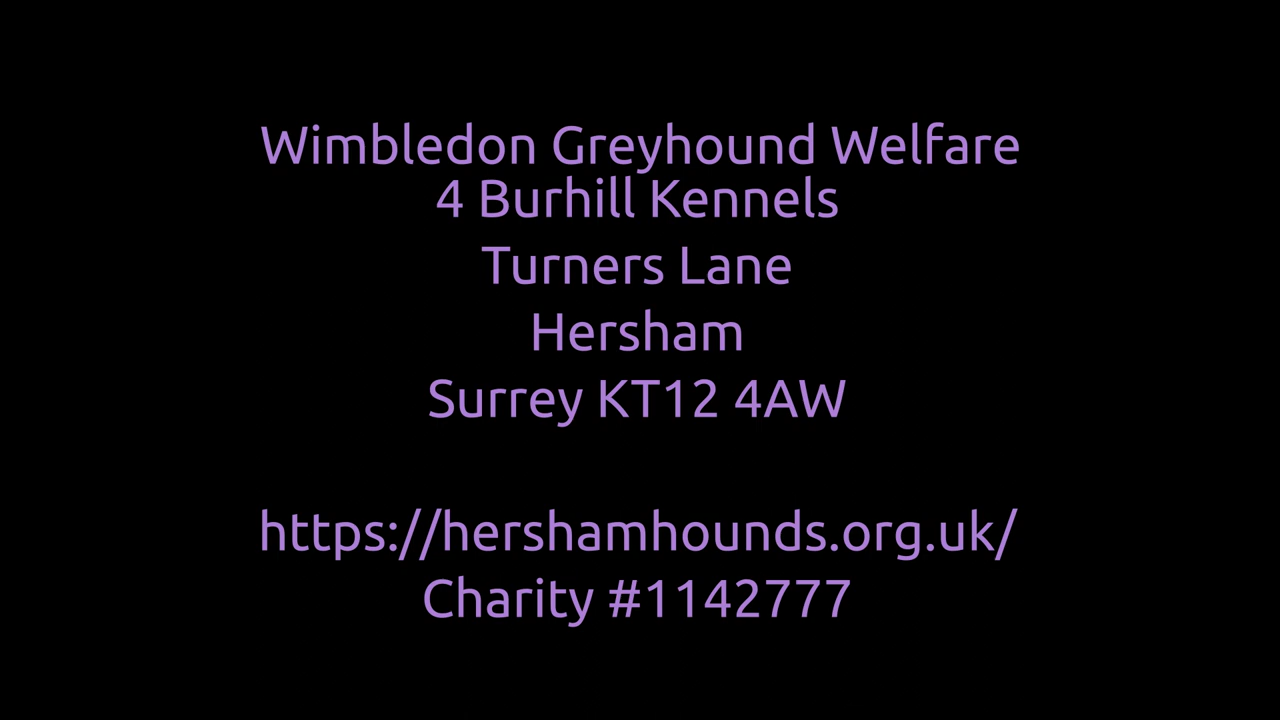 Wimbledon Greyhound Welfare
4 Burhill Kennels
Turners Lane
Hersham
Surrey KT12 4AW
https://hershamhounds.org.uk/
Charity #1142777